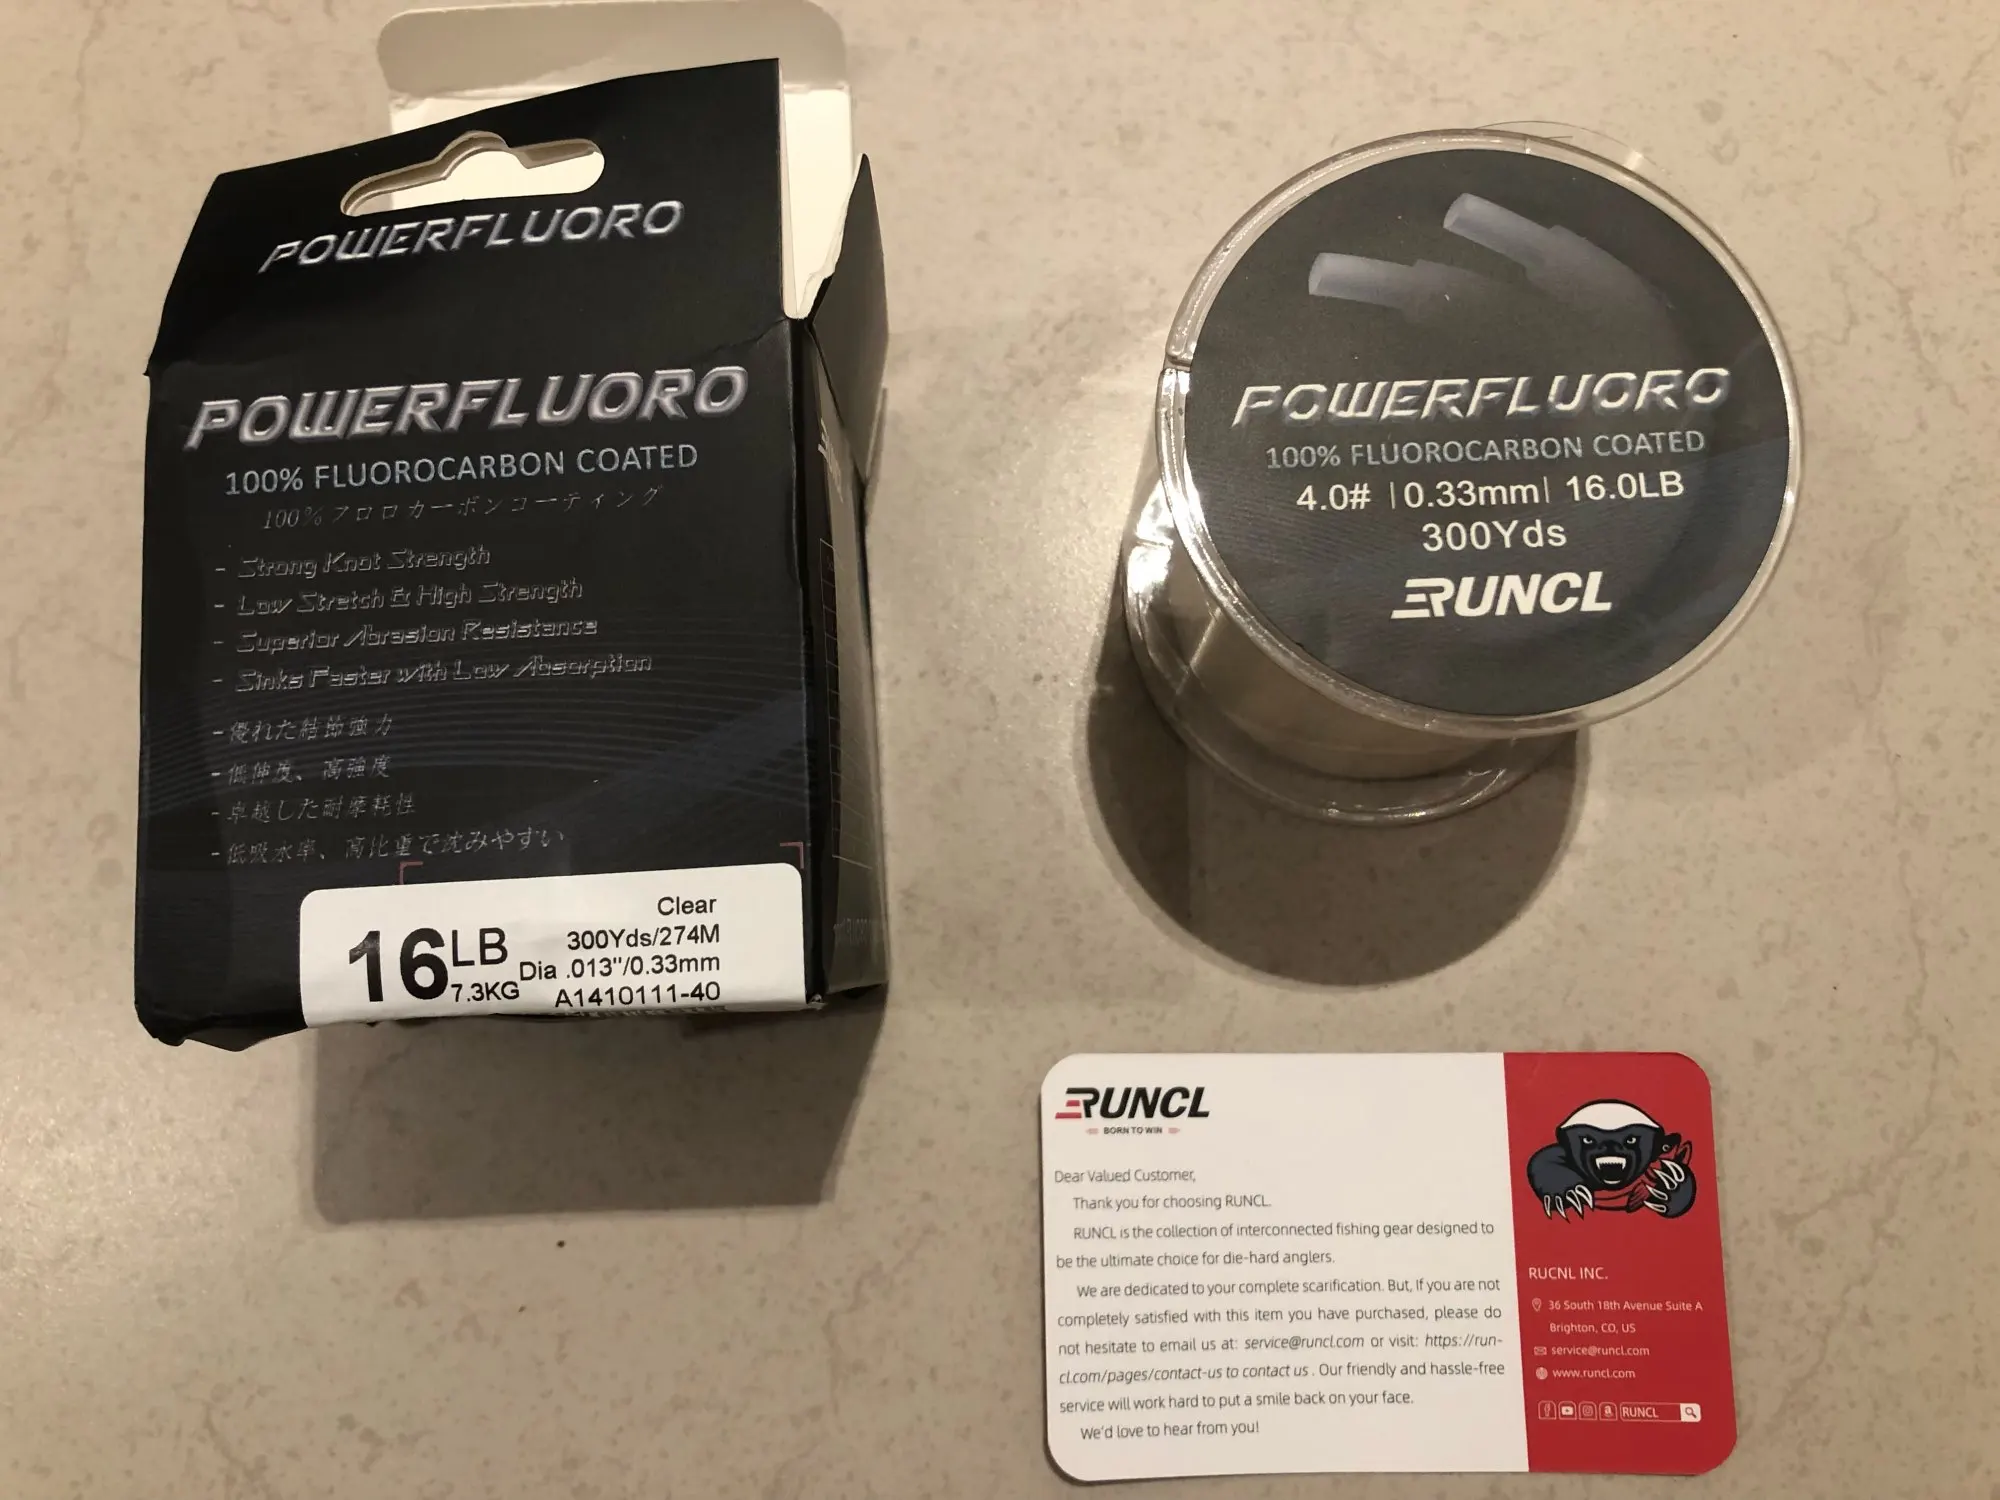 POWERFLUORO
POWERFLUORO
100% FLUOROCARBON COATED
100%フロロカーボンコーティング
- Strong Knot Strength
- Low Stretch & High Strength
- Superior Abrasion Resistance
- Sinks Faster with Low Absorption
- 優れた結節強力
- 低伸度、高強度
- 卓越した耐摩耗性
- 低吸水率、高比重で沈みやすい
16LB
7.3KG
Clear
300Yds/274M
Dia .013"/0.33mm
A1410111-40
POWERFLUORO
100% FLUOROCARBON COATED
4.0# | 0.33mm | 16.0LB
300Yds
RUNCL
RUNCL
BORN TO WIN
Dear Valued Customer,
Thank you for choosing RUNCL.
RUNCL is the collection of interconnected fishing gear designed to
be the ultimate choice for die-hard anglers.
We are dedicated to your complete scarification. But, If you are not
completely satisfied with this item you have purchased, please do
not hesitate to email us at: service@runcl.com or visit: https://run-
cl.com/pages/contact-us to contact us . Our friendly and hassle-free
service will work hard to put a smile back on your face.
We'd love to hear from you!
RUCNL INC.
36 South 18th Avenue Suite A
Brighton, CO, US
service@runcl.com
www.runcl.com
RUNCL